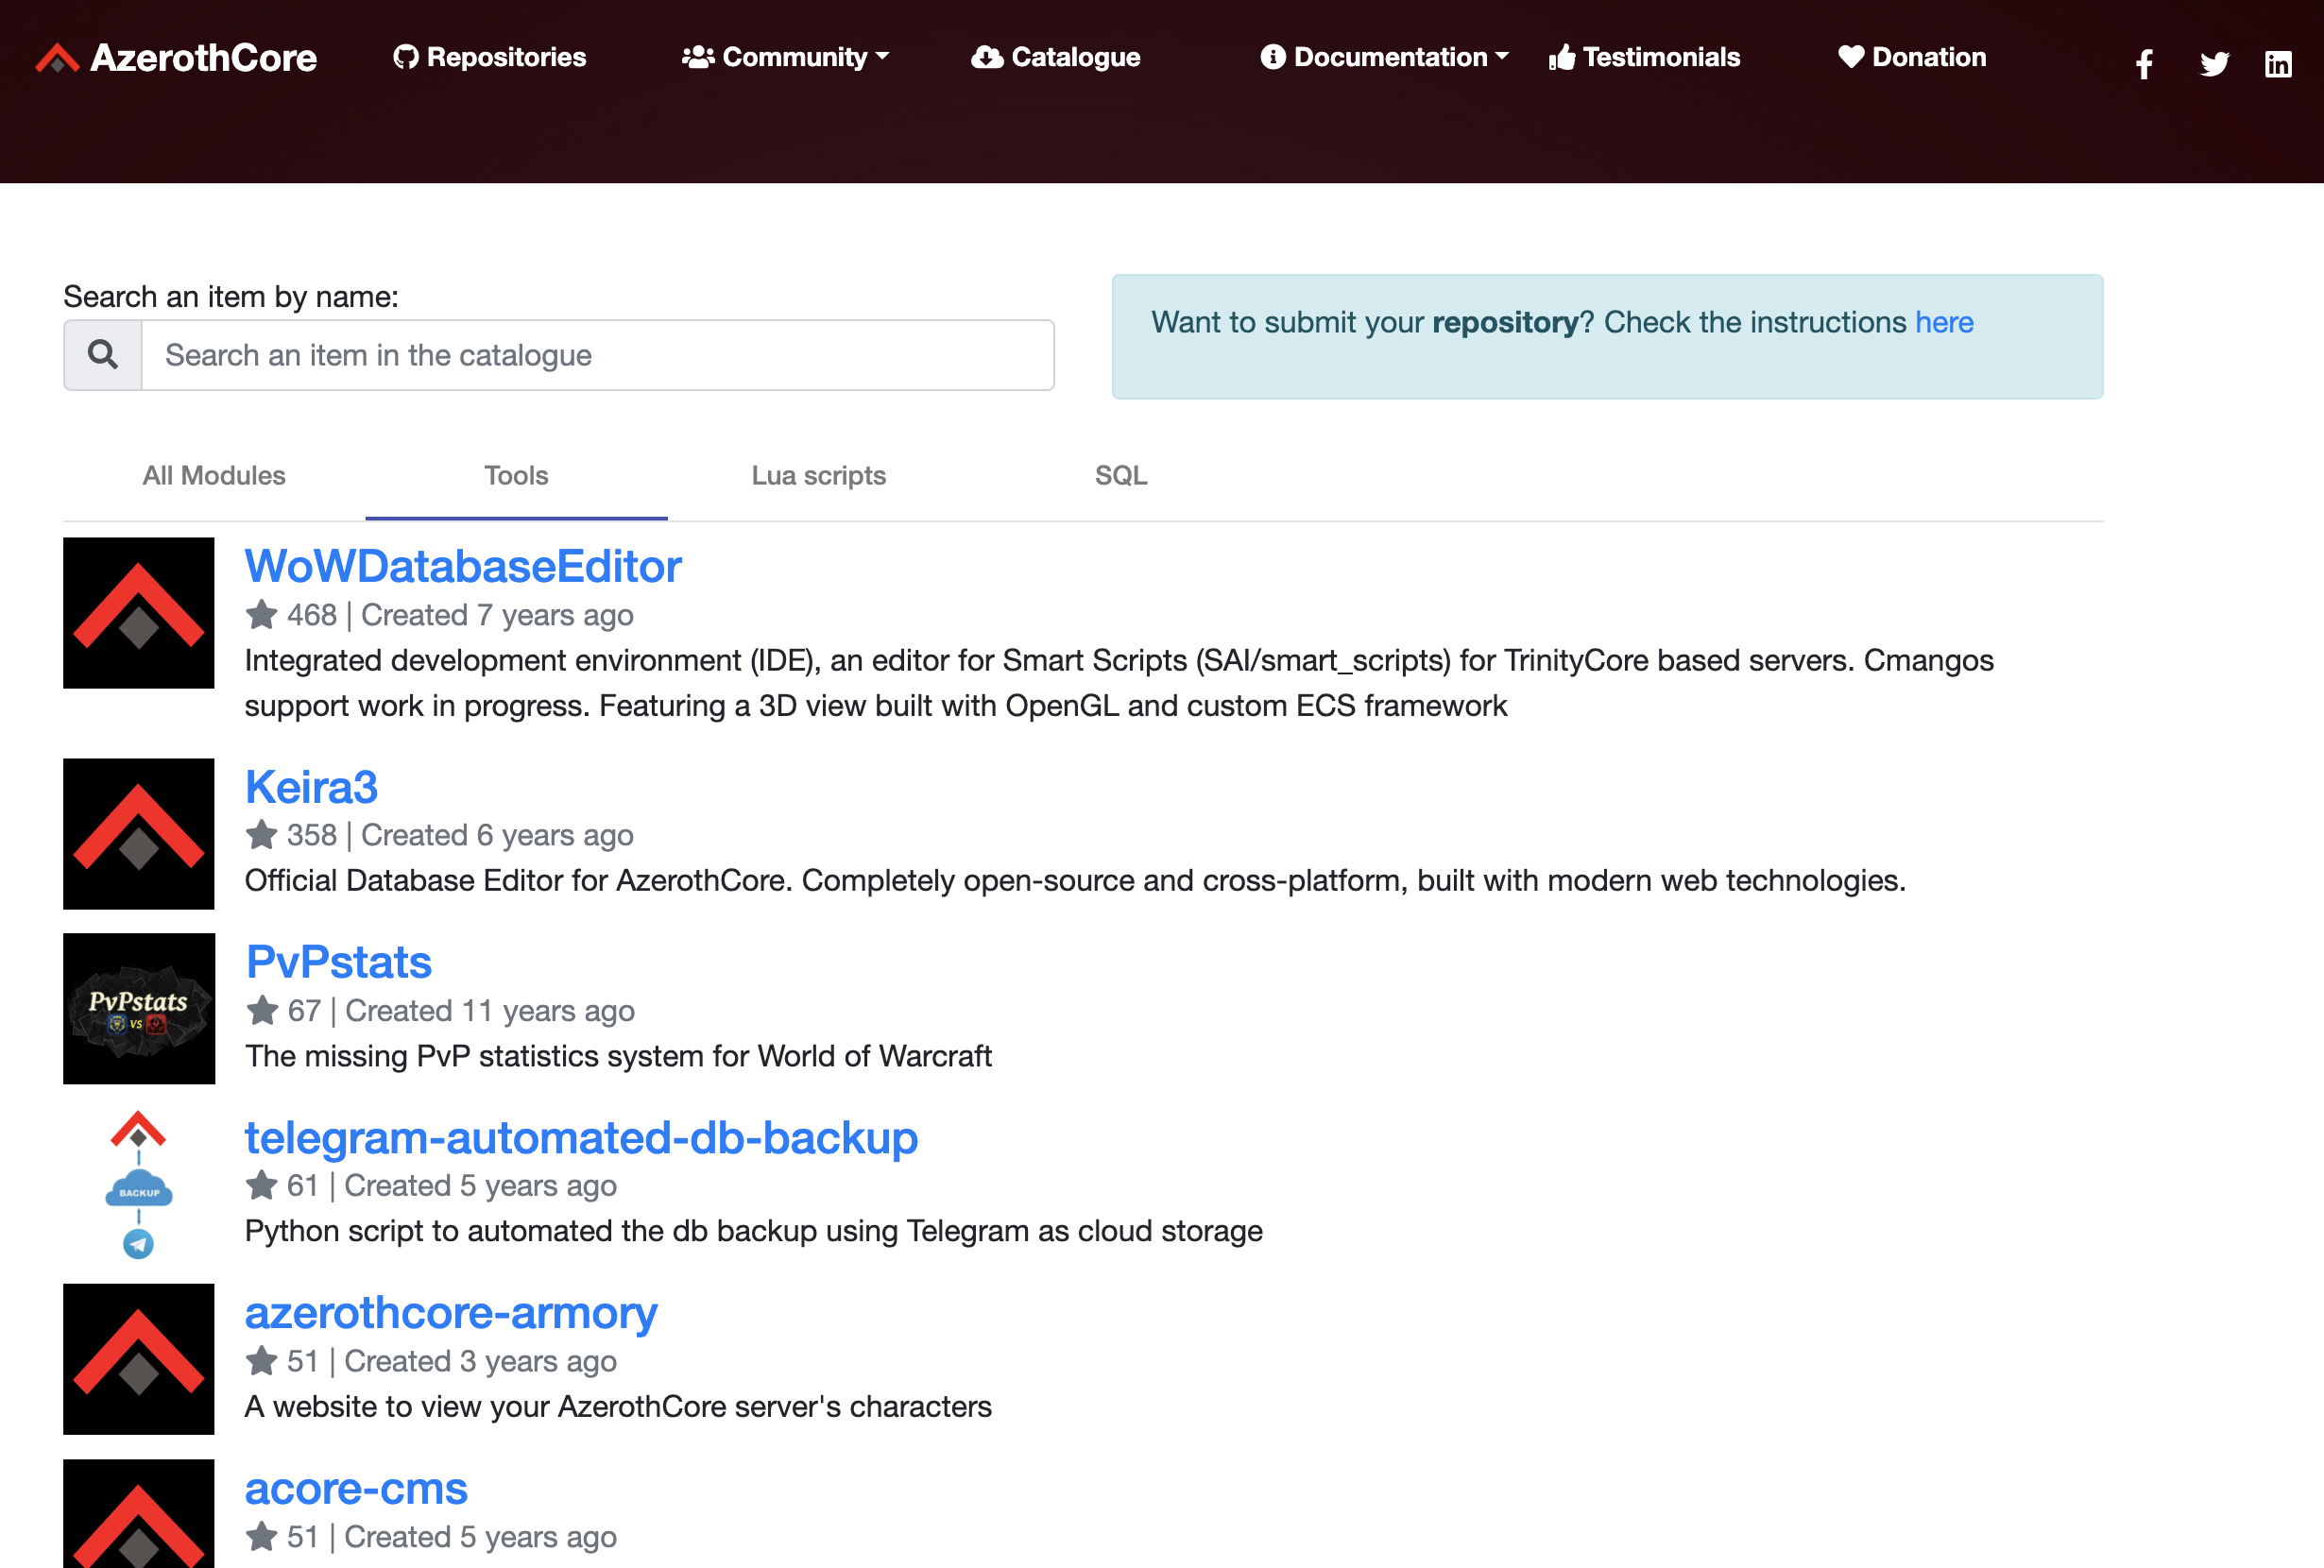 AzerothCore
Repositories
Community
Catalogue
Documentation
Testimonials
Donation
Search an item by name:
Search an item in the catalogue
Want to submit your repository? Check the instructions here
All Modules
Tools
Lua scripts
SQL
WoWDatabaseEditor
468 | Created 7 years ago
Integrated development environment (IDE), an editor for Smart Scripts (SAI/smart_scripts) for TrinityCore based servers. Cmangos
support work in progress. Featuring a 3D view built with OpenGL and custom ECS framework
Keira3
358 | Created 6 years ago
Official Database Editor for AzerothCore. Completely open-source and cross-platform, built with modern web technologies.
PvPstats
VS
PvPstats
67 | Created 11 years ago
The missing PvP statistics system for World of Warcraft
BACKUP
telegram-automated-db-backup
61 | Created 5 years ago
Python script to automated the db backup using Telegram as cloud storage
azerothcore-armory
51 | Created 3 years ago
A website to view your AzerothCore server's characters
acore-cms
51 | Created 5 years ago